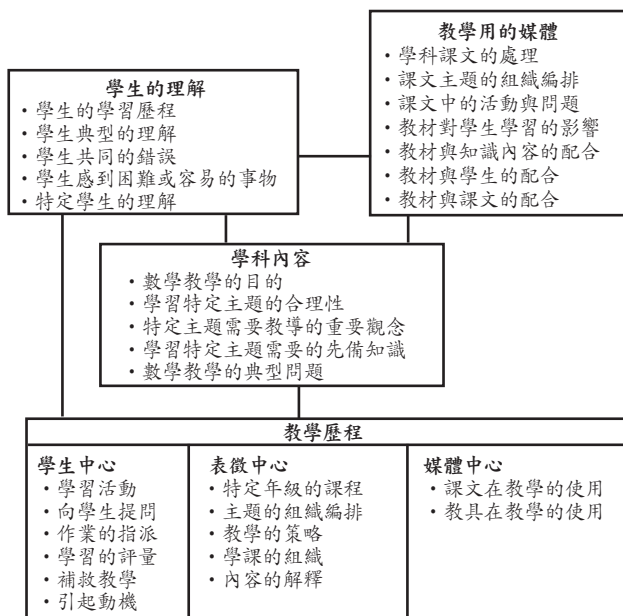 教學用的媒體
・學科課文的處理
・課文主題的組織編排
・課文中的活動與問題
・教材對學生學習的影響
・教材與知識內容的配合
・教材與學生的配合
・教材與課文的配合
學生的理解
・學生的學習歷程
・學生典型的理解
・學生共同的錯誤
・學生感到困難或容易的事物
・特定學生的理解
學科內容
・數學教學的目的
・學習特定主題的合理性
・特定主題需要教導的重要觀念
・學習特定主題需要的先備知識
・數學教學的典型問題
教學歷程
學生中心
・學習活動
・向學生提問
・作業的指派
・學習的評量
・補救教學
・引起動機
表徵中心
・特定年級的課程
・主題的組織編排
・教學的策略
・學課的組織
・內容的解釋
媒體中心
・課文在教學的使用
・教具在教學的使用